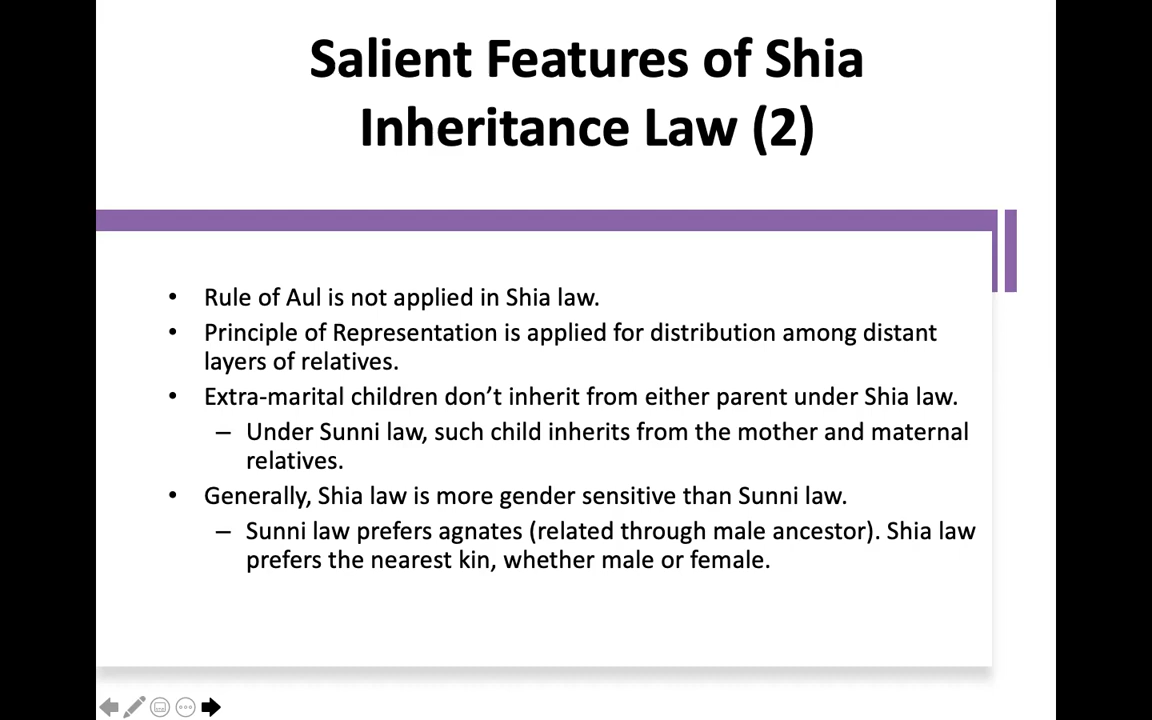 Salient Features of Shia
Inheritance Law (2)
• Rule of Aul is not applied in Shia law.
• Principle of Representation is applied for distribution among distant
layers of relatives.
• Extra-marital children don’t inherit from either parent under Shia law.
– Under Sunni law, such child inherits from the mother and maternal
relatives.
• Generally, Shia law is more gender sensitive than Sunni law.
– Sunni law prefers agnates (related through male ancestor). Shia law
prefers the nearest kin, whether male or female.